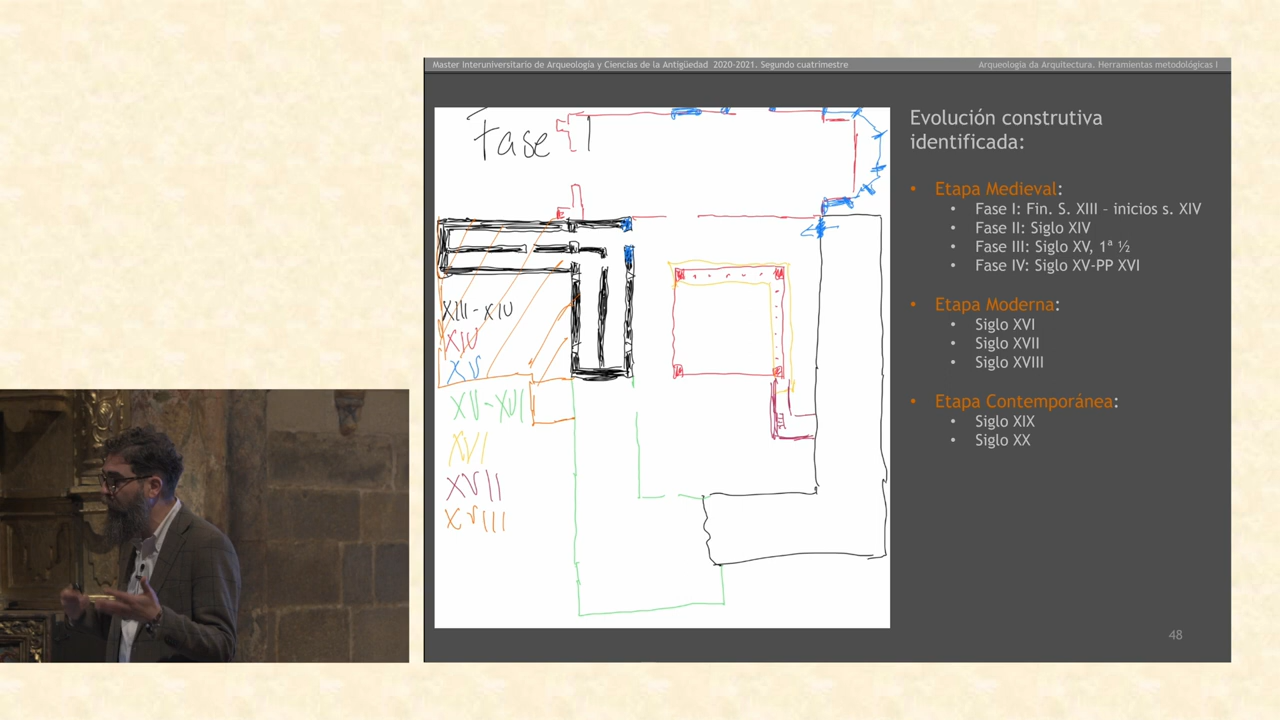 Master Interuniversitario de Arqueología y Ciencias de la Antigüedad 2020-2021. Segundo cuatrimestre
Arqueología da Arquitectura. Herramientas metodológicas I
Fase 1
XIII-XIV
XIV
XV
XV-XVI
XVI
XVII
XVIII
Evolución construtiva
identificada:
• Etapa Medieval:
• Fase I: Fin. S. XIII – inicios s. XIV
• Fase II: Siglo XIV
• Fase III: Siglo XV, 1ª ½
• Fase IV: Siglo XV-PP XVI
• Etapa Moderna:
• Siglo XVI
• Siglo XVII
• Siglo XVIII
• Etapa Contemporánea:
• Siglo XIX
• Siglo XX
48